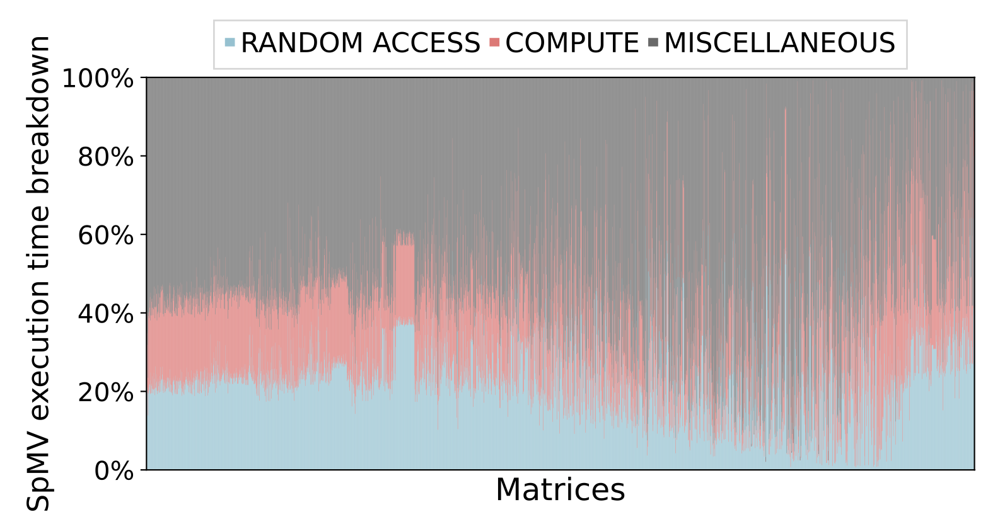 RANDOM ACCESS COMPUTE MISCELLANEOUS
SpMV execution time breakdown
100%
80%
60%
40%
20%
0%
Matrices